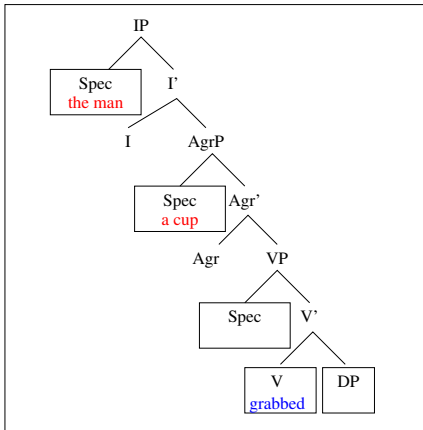 IP
Spec
the man
I'
I
AgrP
Spec
a cup
Agr'
Agr
VP
Spec
V'
V
grabbed
DP